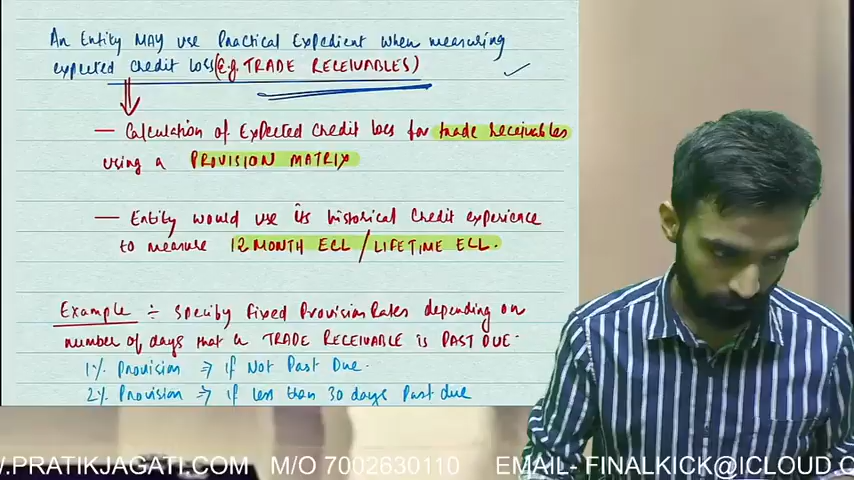 An Entity MAY use Practical Expedient when measuring
expected credit loss (e.g. TRADE RECEIVABLES)
— Calculation of Expected Credit loss for trade receivables
using a PROVISION MATRIX
— Entity would use its historical credit experience
to measure 12 MONTH ECL / LIFETIME ECL.
Example ÷ Specify fixed Provision Rates depending on
number of days that a TRADE RECEIVABLE is PAST DUE.
1% Provision ⇒ if Not Past Due.
2% Provision ⇒ if less than 30 days Past due
W.PRATIKJAGATI.COM M/O 7002630110 EMAIL- FINALKICK@ICLOUD.C